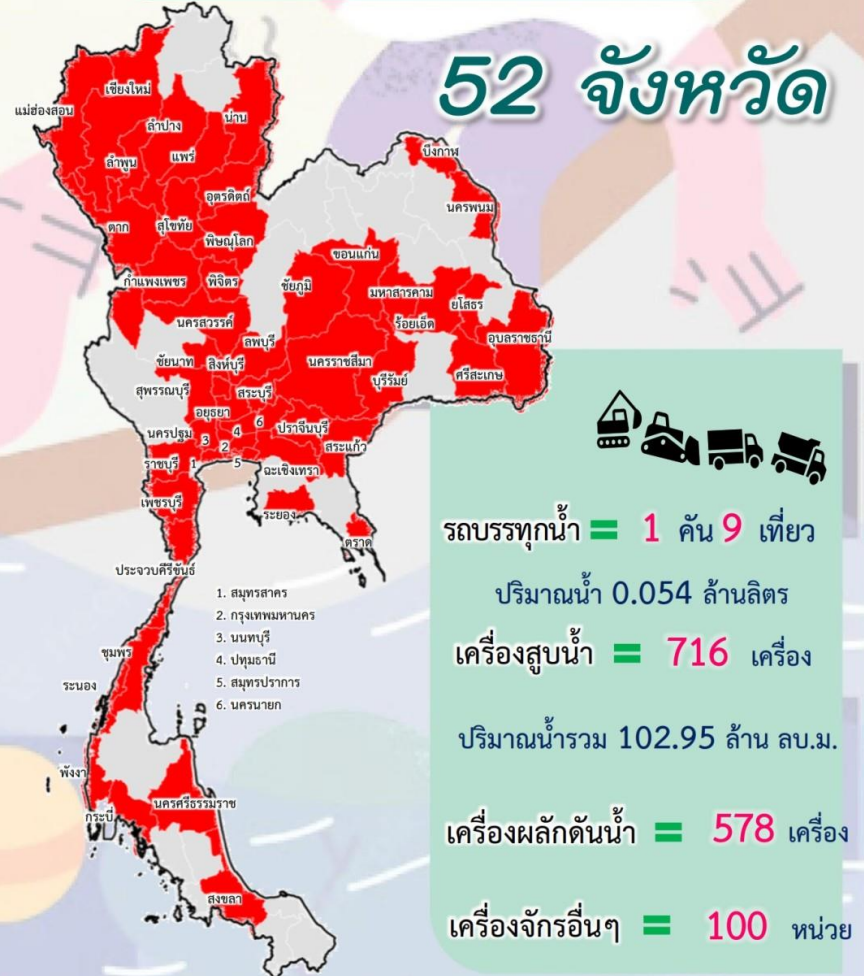 52 จังหวัด
เชียงใหม่
แม่ฮ่องสอน
ลำปาง
น่าน
ลำพูน
แพร่
อุตรดิตถ์
ตาก
สุโขทัย
พิษณุโลก
กำแพงเพชร
พิจิตร
นครสวรรค์
บึงกาฬ
นครพนม
ขอนแก่น
ชัยภูมิ
มหาสารคาม
ยโสธร
ร้อยเอ็ด
อุบลราชธานี
ลพบุรี
ชัยนาท
สิงห์บุรี
นครราชสีมา
บุรีรัมย์
ศรีสะเกษ
สุพรรณบุรี
สระบุรี
อยุธยา
6
นครปฐม
3
4
ปราจีนบุรี
2
สระแก้ว
ราชบุรี
1
5
ฉะเชิงเทรา
เพชรบุรี
ระยอง
ตราด
ประจวบคีรีขันธ์
1. สมุทรสาคร
2. กรุงเทพมหานคร
3. นนทบุรี
4. ปทุมธานี
5. สมุทรปราการ
6. นครนายก
ชุมพร
ระนอง
พังงา
กระบี่
นครศรีธรรมราช
สงขลา
รถบรรทุกน้ำ = 1 คัน 9 เที่ยว
ปริมาณน้ำ 0.054 ล้านลิตร
เครื่องสูบน้ำ = 716 เครื่อง
ปริมาณน้ำรวม 102.95 ล้าน ลบ.ม.
เครื่องผลักดันน้ำ = 578 เครื่อง
เครื่องจักรอื่นๆ = 100 หน่วย